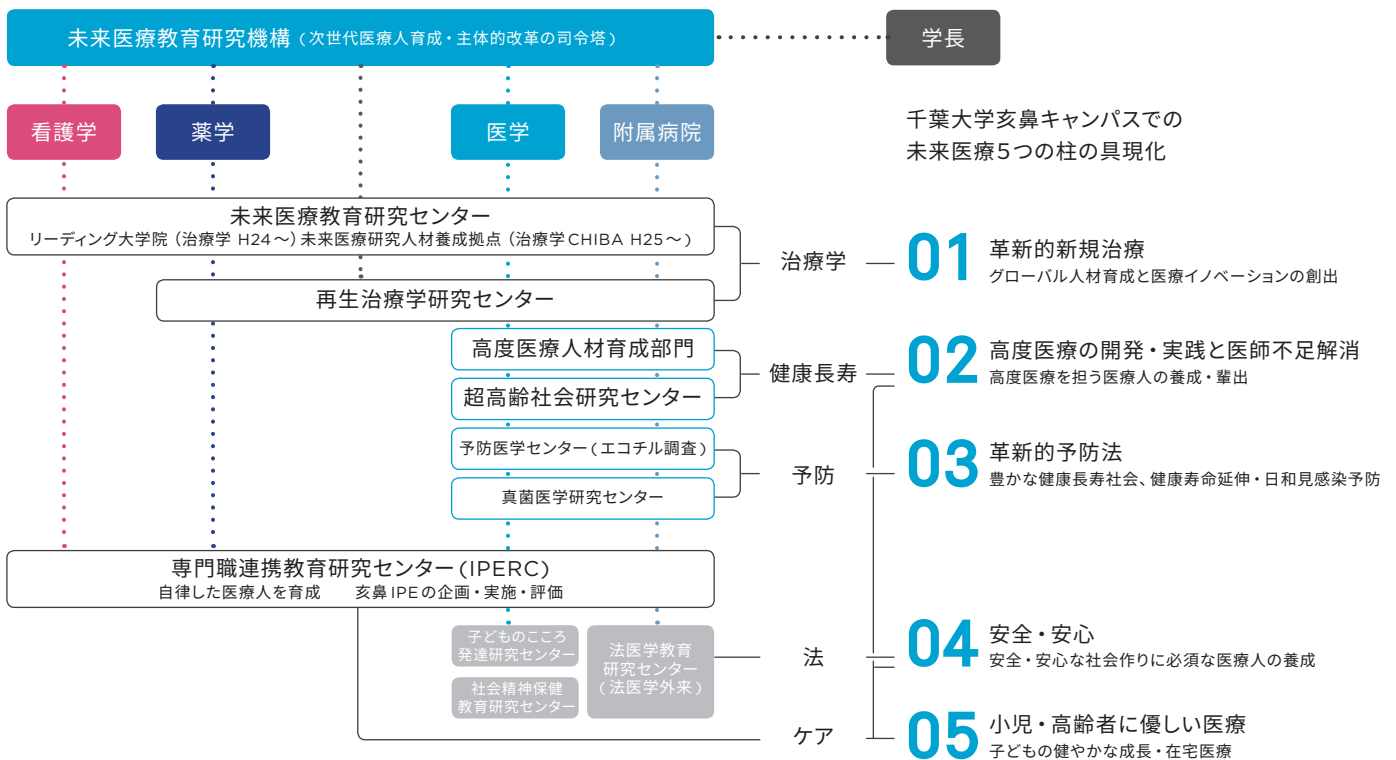 未来医療教育研究機構（次世代医療人育成・主体的改革の司令塔）
学長
看護学
薬学
医学
附属病院
千葉大学亥鼻キャンパスでの
未来医療5つの柱の具現化
未来医療教育研究センター
リーディング大学院（治療学 H24～）未来医療研究人材養成拠点（治療学CHIBA H25～）
再生治療学研究センター
治療学
01 革新的新規治療
グローバル人材育成と医療イノベーションの創出
高度医療人材育成部門
超高齢社会研究センター
健康長寿
02 高度医療の開発・実践と医師不足解消
高度医療を担う医療人の養成・輩出
予防医学センター（エコチル調査）
真菌医学研究センター
予防
03 革新的予防法
豊かな健康長寿社会、健康寿命延伸・日和見感染予防
専門職連携教育研究センター（IPERC）
自律した医療人を育成　亥鼻IPEの企画・実施・評価
子どものこころ
発達研究センター
社会精神保健
教育研究センター
法医学教育
研究センター
（法医学外来）
法
04 安全・安心
安全・安心な社会作りに必須な医療人の養成
ケア
05 小児・高齢者に優しい医療
子どもの健やかな成長・在宅医療